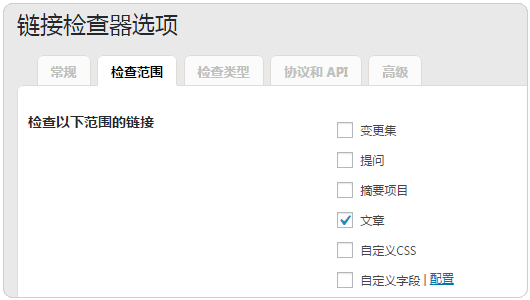 链接检查器选项
常规 检查范围 检查类型 协议和 API 高级
检查以下范围的链接
变更集
提问
摘要项目
文章
自定义CSS
自定义字段 | 配置